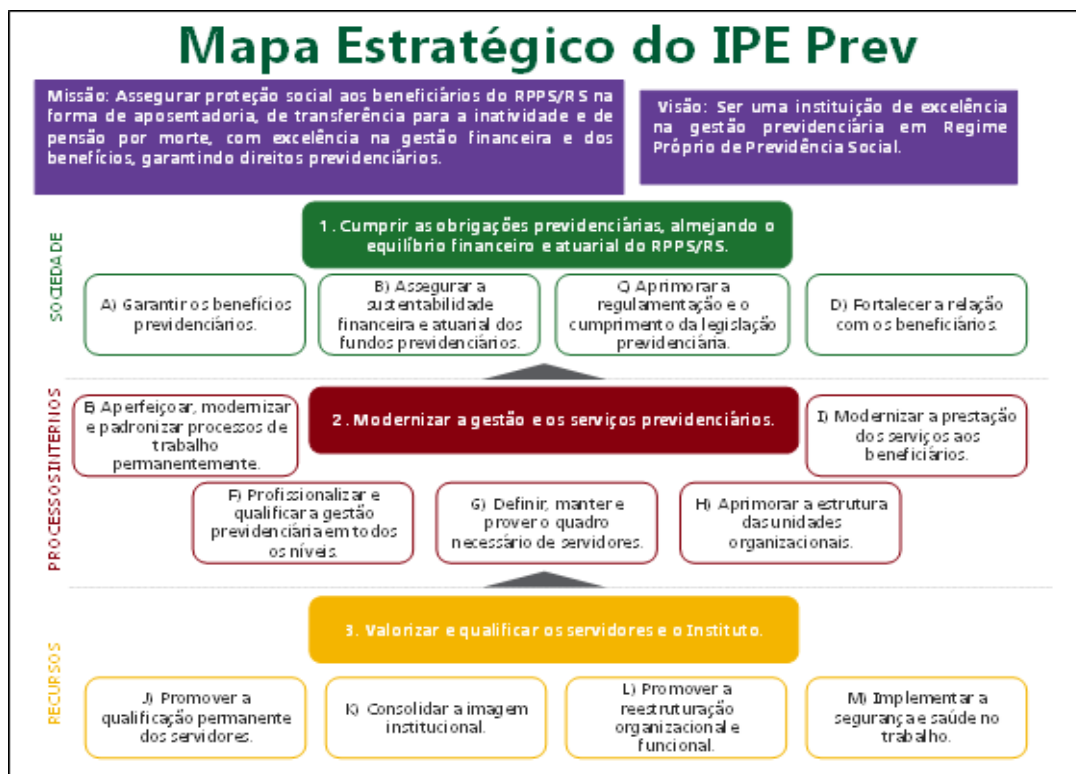 Mapa Estratégico do IPE Prev
Missão: Assegurar proteção social aos beneficiários do RPPS/RS na
forma de aposentadoria, de transferência para a inatividade e de
pensão por morte, com excelência na gestão financeira e dos
benefícios, garantindo direitos previdenciários.
Visão: Ser uma instituição de excelência
na gestão previdenciária em Regime
Próprio de Previdência Social.
SOCIEDADE
1. Cumprir as obrigações previdenciárias, almejando o
equilíbrio financeiro e atuarial do RPPS/RS.
A) Garantir os benefícios
previdenciários.
B) Assegurar a
sustentabilidade
financeira e atuarial dos
fundos previdenciários.
C) Aprimorar a
regulamentação e o
cumprimento da legislação
previdenciária.
D) Fortalecer a relação
com os beneficiários.
PROCESSOS INTERNOS
E) Aperfeiçoar, modernizar
e padronizar processos de
trabalho
permanentemente.
2. Modernizar a gestão e os serviços previdenciários.
I) Modernizar a prestação
dos serviços aos
beneficiários.
F) Profissionalizar e
qualificar a gestão
previdenciária em todos
os níveis.
G) Definir, manter e
prover o quadro
necessário de servidores.
H) Aprimorar a estrutura
das unidades
organizacionais.
RECURSOS
3. Valorizar e qualificar os servidores e o Instituto.
J) Promover a
qualificação permanente
dos servidores.
K) Consolidar a imagem
institucional.
L) Promover a
reestruturação
organizacional e
funcional.
M) Implementar a
segurança e saúde no
trabalho.